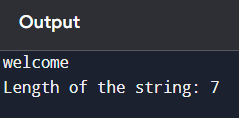 Output
welcome
Length of the string: 7